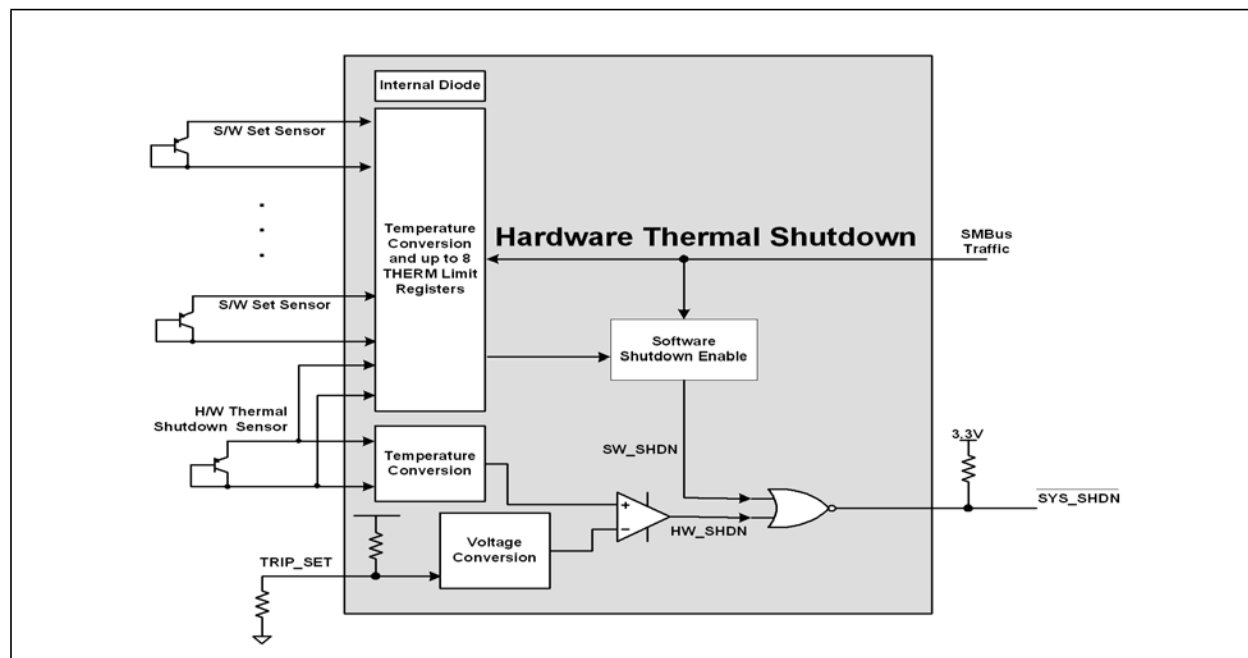 Internal Diode
S/W Set Sensor
Temperature
Conversion
and up to 8
THERM Limit
Registers
Hardware Thermal Shutdown
SMBus
Traffic
S/W Set Sensor
Software
Shutdown Enable
H/W Thermal
Shutdown Sensor
Temperature
Conversion
SW_SHDN
3.3V
+
−
HW_SHDN
SYS_SHDN
Voltage
Conversion
TRIP_SET